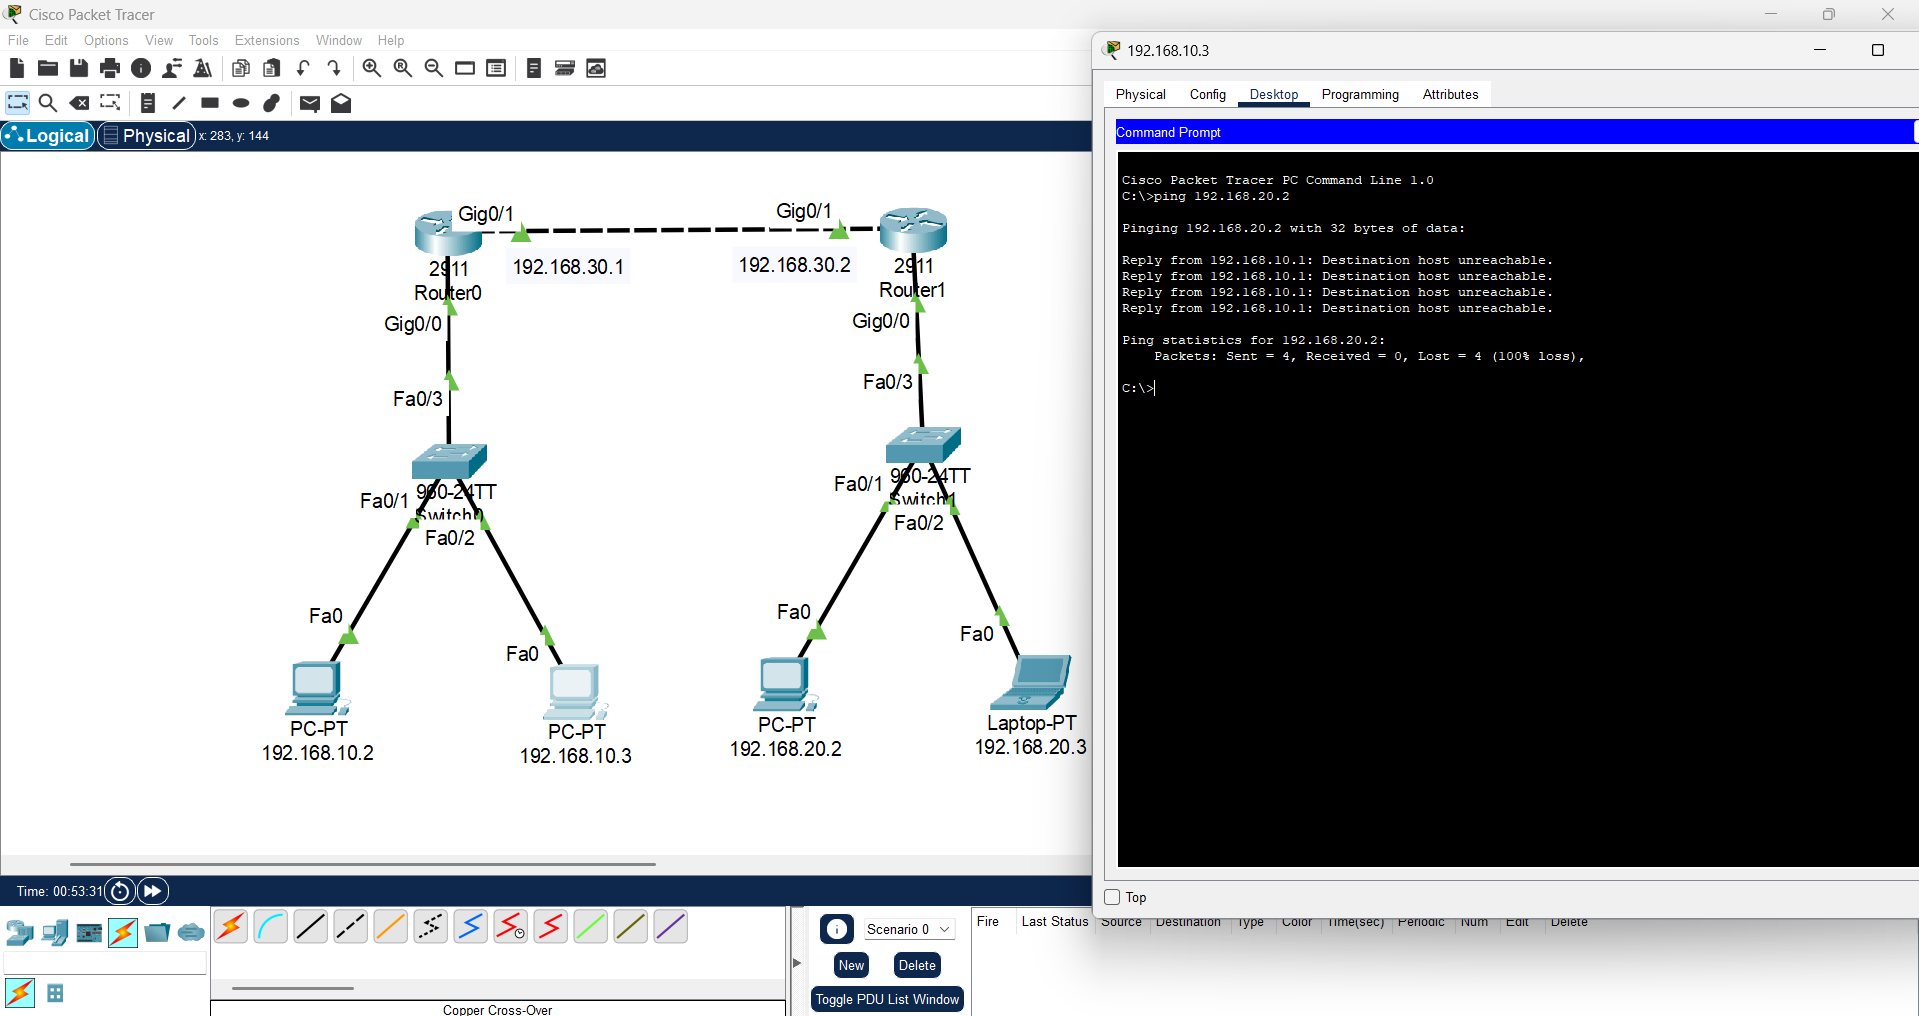 Cisco Packet Tracer
File Edit Options View Tools Extensions Window Help
Logical Physical x: 283, y: 144
Gig0/1
Gig0/1
2911
Router0
192.168.30.1
192.168.30.2
2911
Router1
Gig0/0
Gig0/0
Fa0/3
Fa0/3
960-24TT
Switch0
Fa0/1
Fa0/2
960-24TT
Switch1
Fa0/1
Fa0/2
Fa0
Fa0
Fa0
Fa0
PC-PT
192.168.10.2
PC-PT
192.168.10.3
PC-PT
192.168.20.2
Laptop-PT
192.168.20.3
192.168.10.3
Physical Config Desktop Programming Attributes
Command Prompt
Cisco Packet Tracer PC Command Line 1.0
C:\>ping 192.168.20.2
Pinging 192.168.20.2 with 32 bytes of data:
Reply from 192.168.10.1: Destination host unreachable.
Reply from 192.168.10.1: Destination host unreachable.
Reply from 192.168.10.1: Destination host unreachable.
Reply from 192.168.10.1: Destination host unreachable.
Ping statistics for 192.168.20.2:
Packets: Sent = 4, Received = 0, Lost = 4 (100% loss),
C:\>
Top
Time: 00:53:31
Scenario 0
New Delete
Toggle PDU List Window
Fire Last Status Source Destination Type Color Time(sec) Periodic Num Edit Delete
Copper Cross-Over